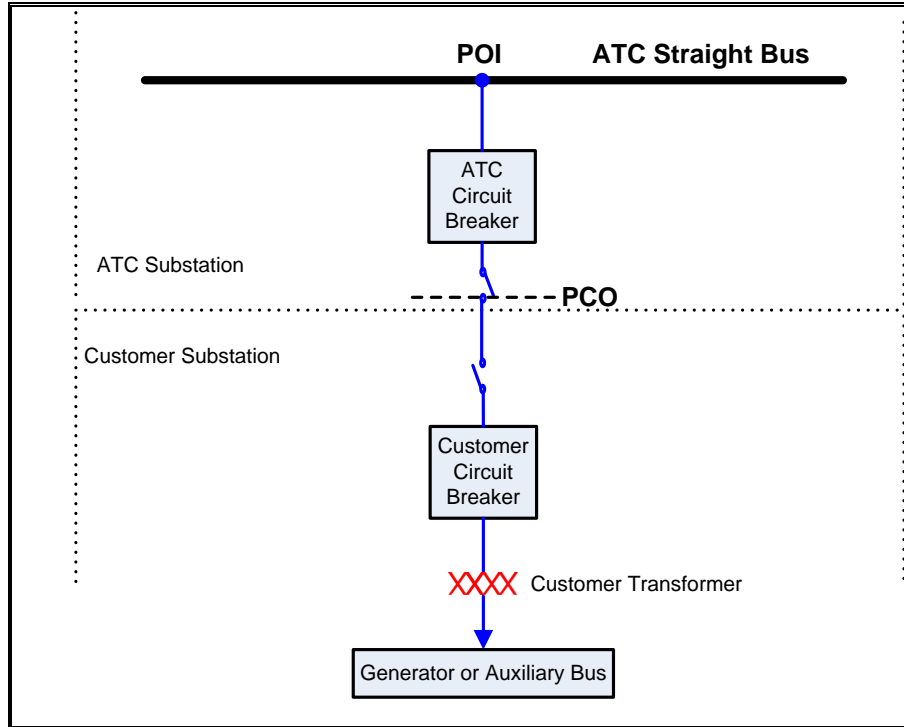 POI
ATC Straight Bus
ATC
Circuit
Breaker
ATC Substation
PCO
Customer Substation
Customer
Circuit
Breaker
XXXX
Customer Transformer
Generator or Auxiliary Bus